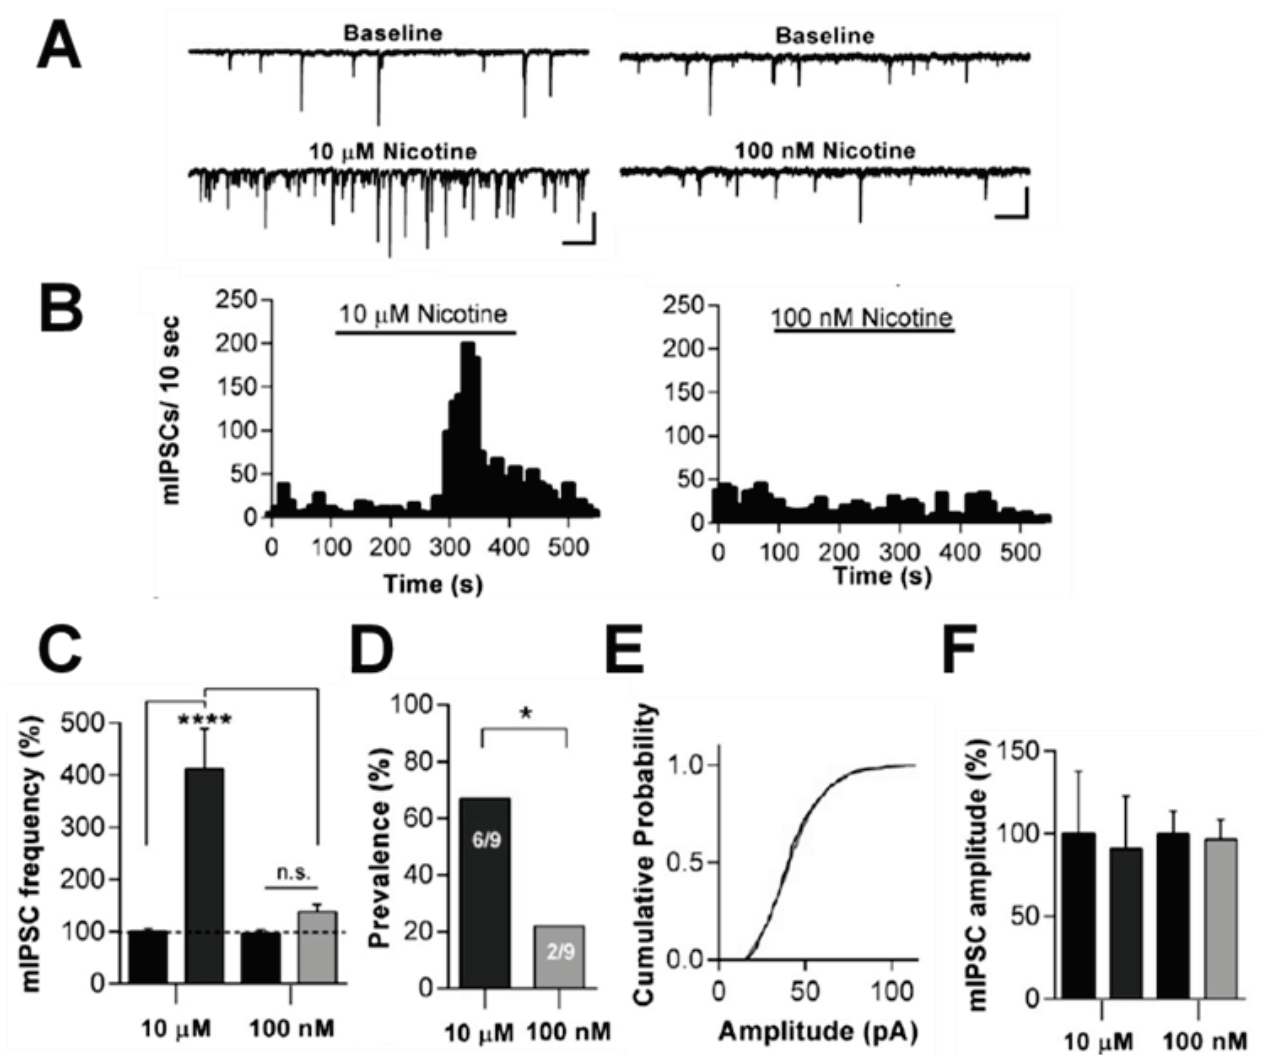 A
Baseline
Baseline
10 μM Nicotine
100 nM Nicotine
B
mIPSCs/ 10 sec
250
200
150
100
50
0
10 μM Nicotine
0 100 200 300 400 500
Time (s)
250
200
150
100
50
0
100 nM Nicotine
0 100 200 300 400 500
Time (s)
C
mIPSC frequency (%)
500
400
300
200
100
0
****
n.s.
10 μM 100 nM
D
Prevalence (%)
100
80
60
40
20
0
*
6/9
2/9
10 μM 100 nM
E
Cumulative Probability
1.0
0.5
0.0
0 50 100
Amplitude (pA)
F
mIPSC amplitude (%)
150
100
50
0
10 μM 100 nM